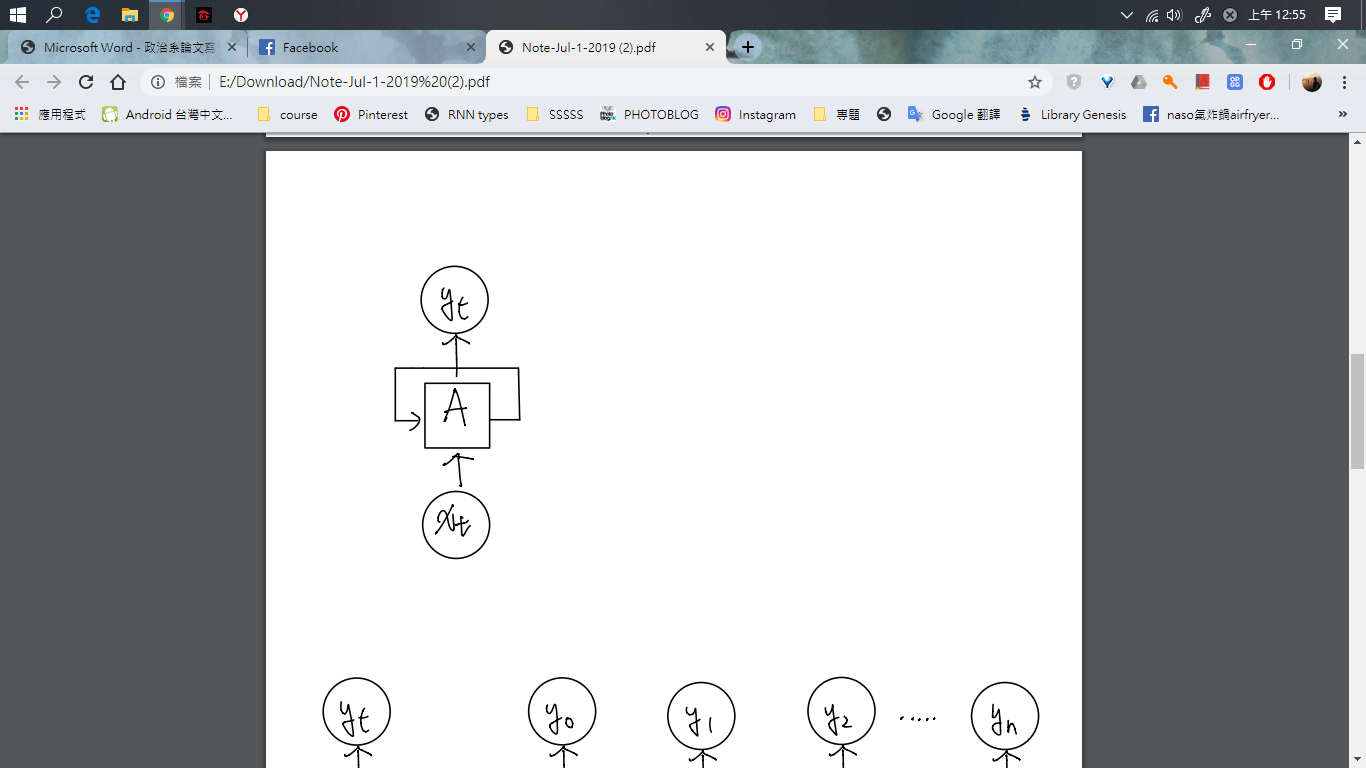 上午 12:55
Microsoft Word - 政治系論文寫
Facebook
Note-Jul-1-2019 (2).pdf
檔案 | E:/Download/Note-Jul-1-2019%20(2).pdf
應用程式 Android 台灣中文... course Pinterest RNN types SSSSS PHOTOBLOG Instagram 專題 Google 翻譯 Library Genesis naso氣炸鍋airfryer... »
yt
A
xt
yt y0 y1 y2 ..... yn